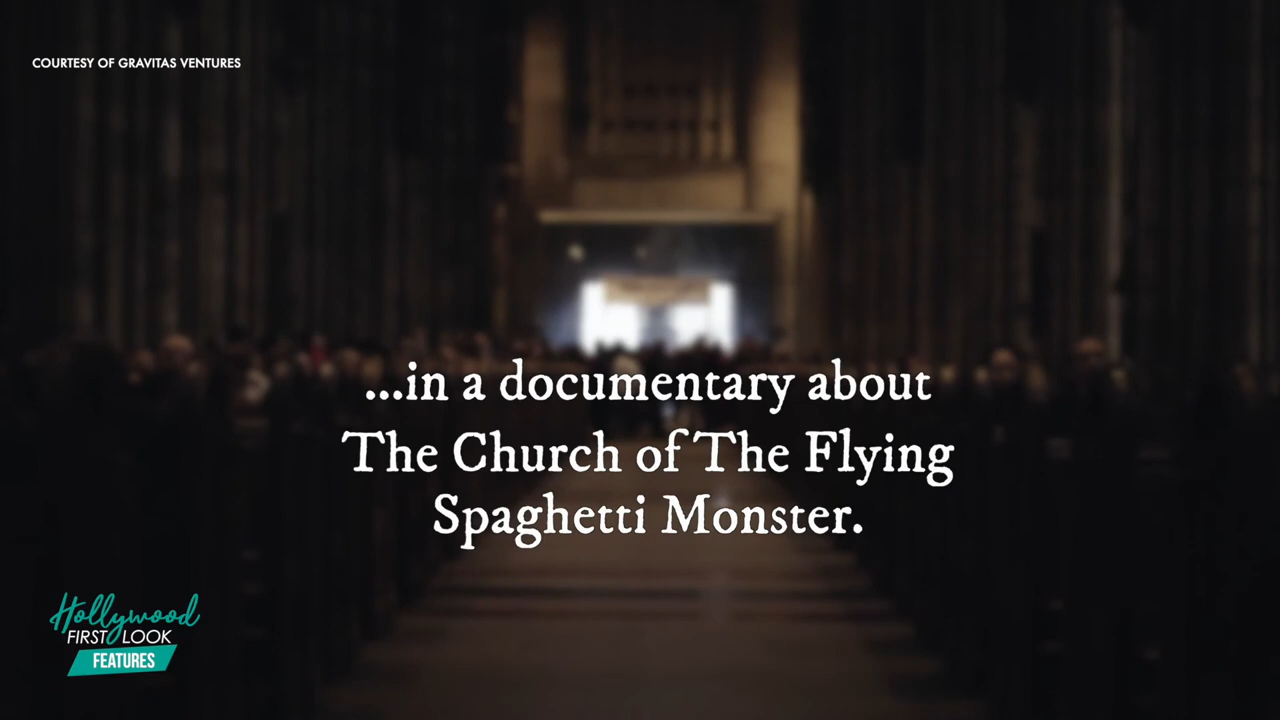 COURTESY OF GRAVITAS VENTURES
...in a documentary about
The Church of The Flying
Spaghetti Monster.
Hollywood
FIRST LOOK
FEATURES